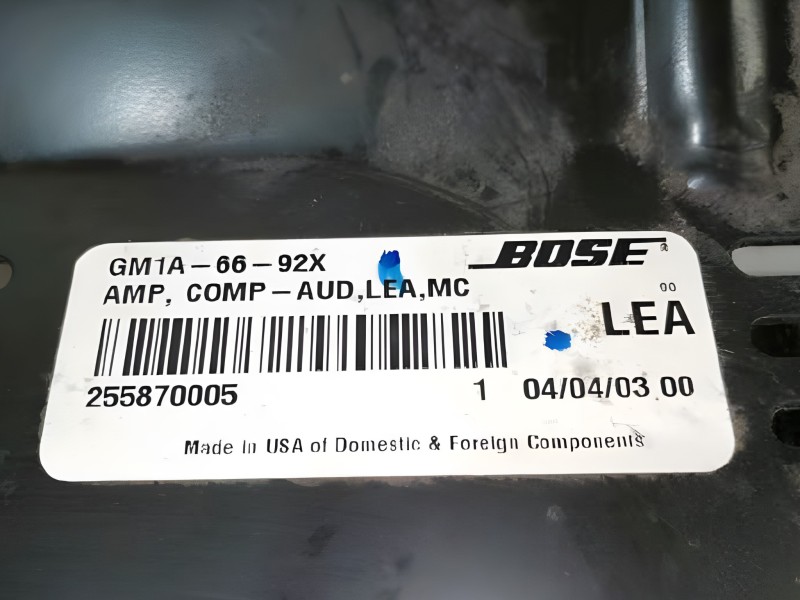 GM1A-66-92X
BOSE
AMP, COMP-AUD,LEA,MC
00
LEA
255870005 1 04/04/03 00
Made in USA of Domestic & Foreign Components